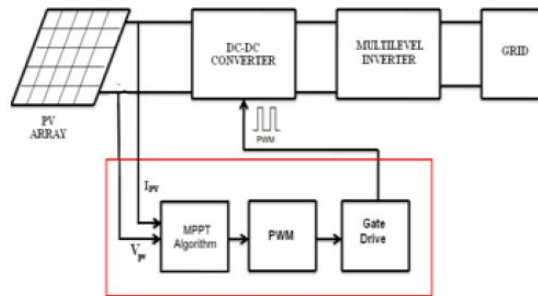 DC-DC
CONVERTER
MULTILEVEL
INVERTER
GRID
PV
ARRAY
PWM
IPV
Vpv
MPPT
Algorithm
PWM
Gate
Drive